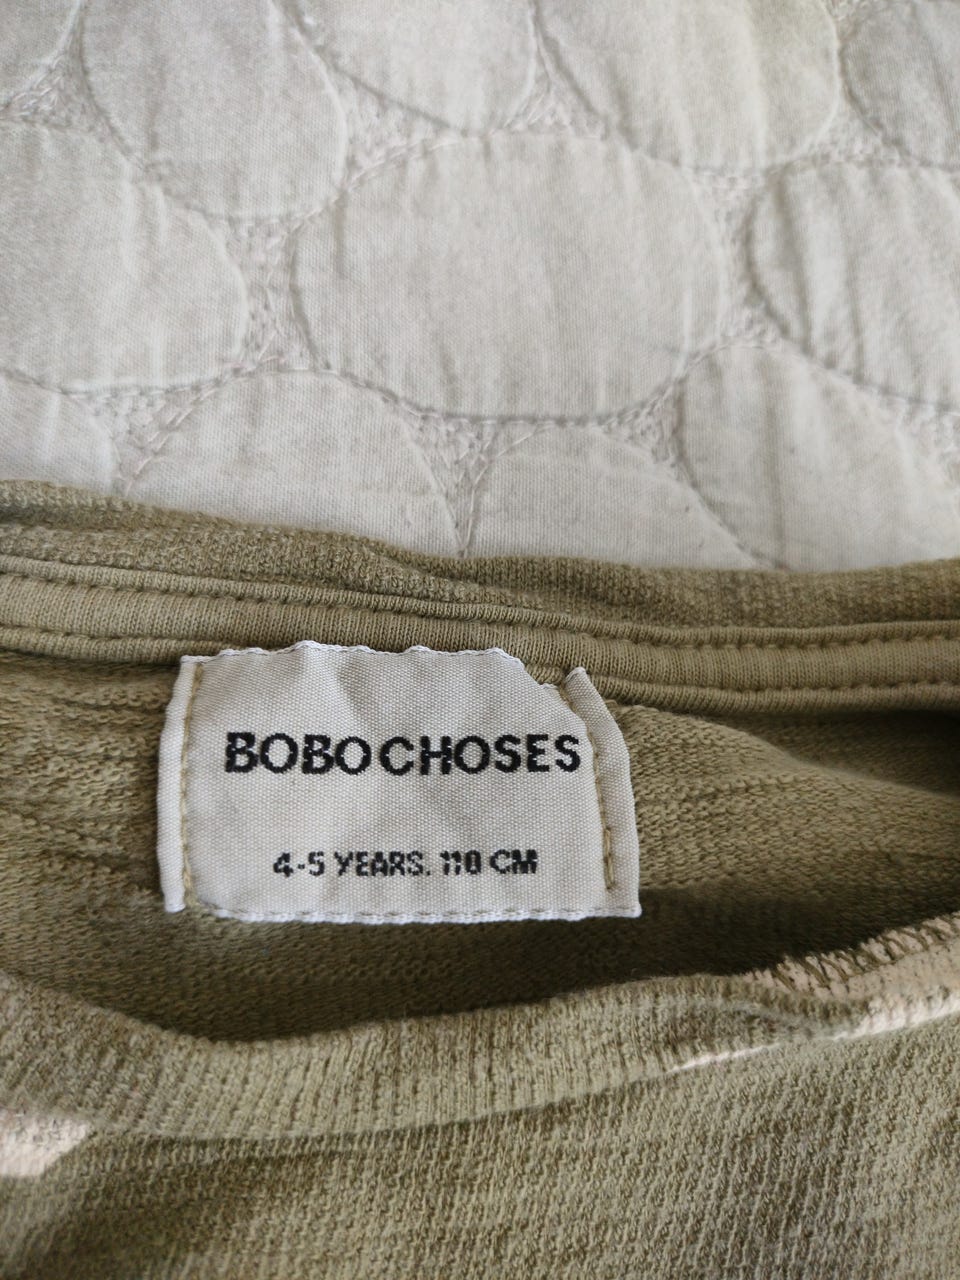 BOBO CHOSES
4-5 YEARS. 110 CM